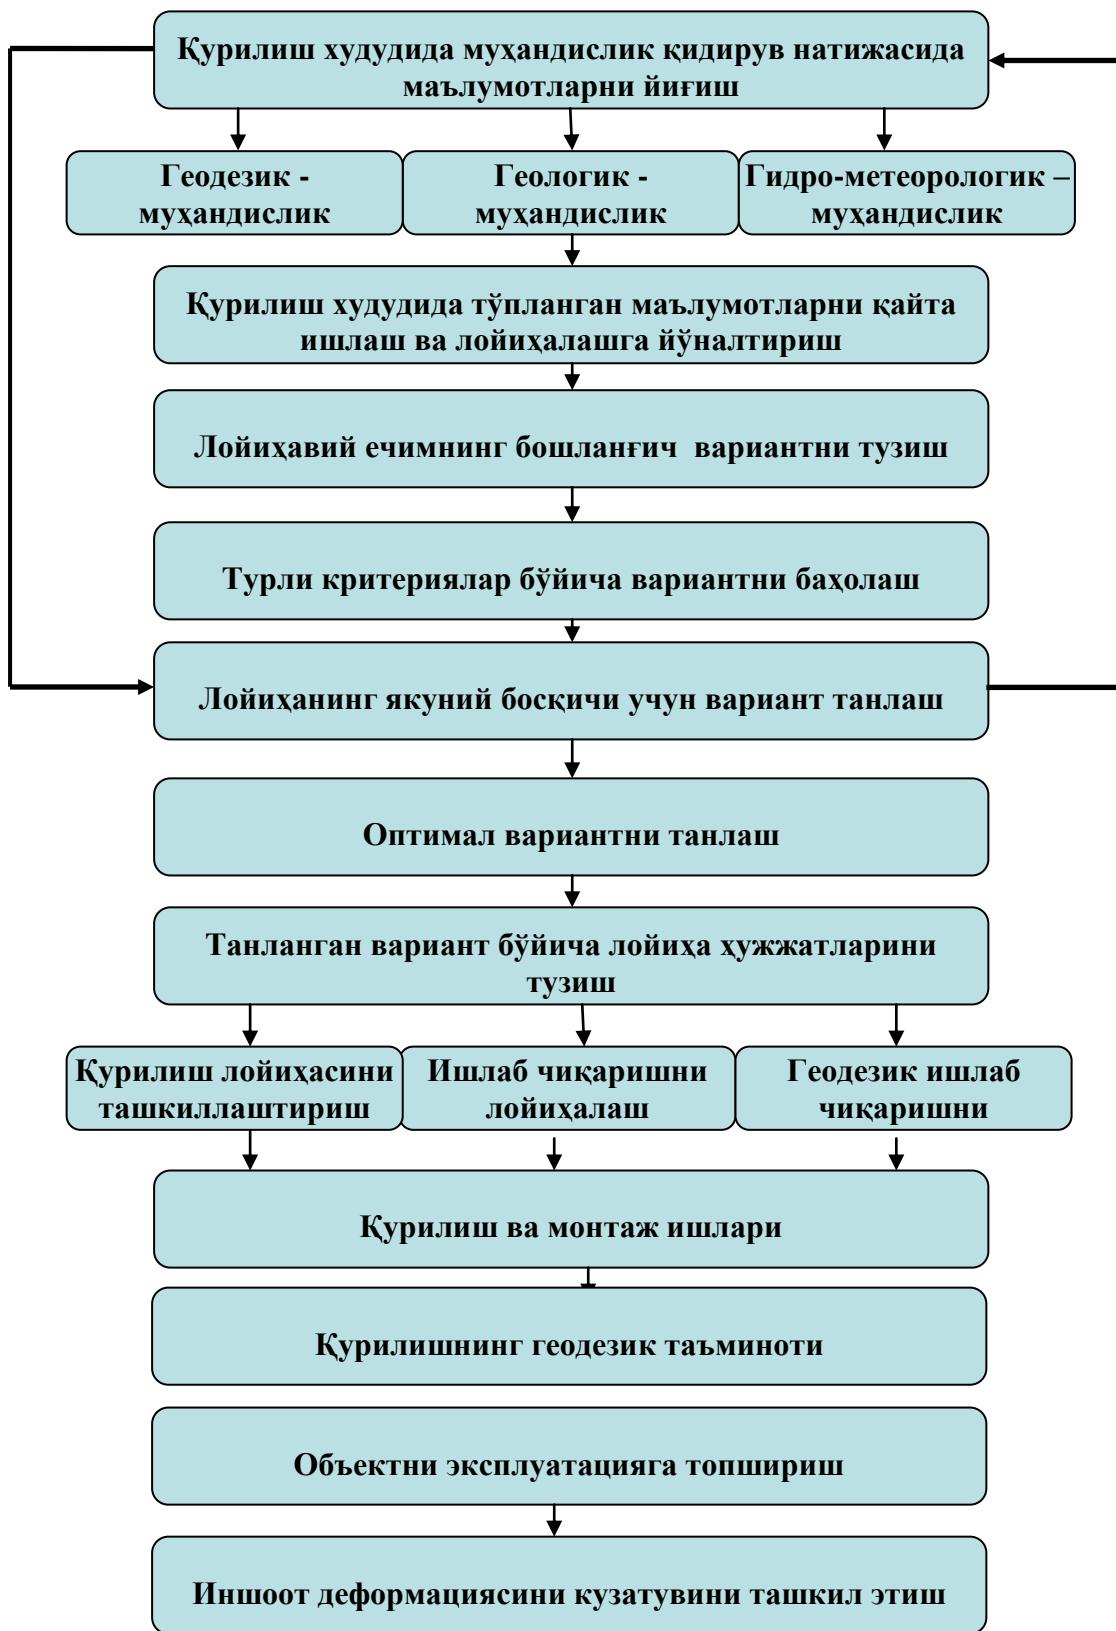 Қурилиш худудида муҳандислик қидирув натижасида
маълумотларни йиғиш
Геодезик -
муҳандислик
Геологик -
муҳандислик
Гидро-метеорологик –
муҳандислик
Қурилиш худудида тўпланган маълумотларни қайта
ишлаш ва лойиҳалашга йўналтириш
Лойиҳавий ечимнинг бошланғич вариантни тузиш
Турли критериялар бўйича вариантни баҳолаш
Лойиҳанинг якуний босқичи учун вариант танлаш
Оптимал вариантни танлаш
Танланган вариант бўйича лойиҳа ҳужжатларини
тузиш
Қурилиш лойиҳасини
ташкиллаштириш
Ишлаб чиқаришни
лойиҳалаш
Геодезик ишлаб
чиқаришни
Қурилиш ва монтаж ишлари
Қурилишнинг геодезик таъминоти
Объектни эксплуатацияга топшириш
Иншоот деформациясини кузатувини ташкил этиш